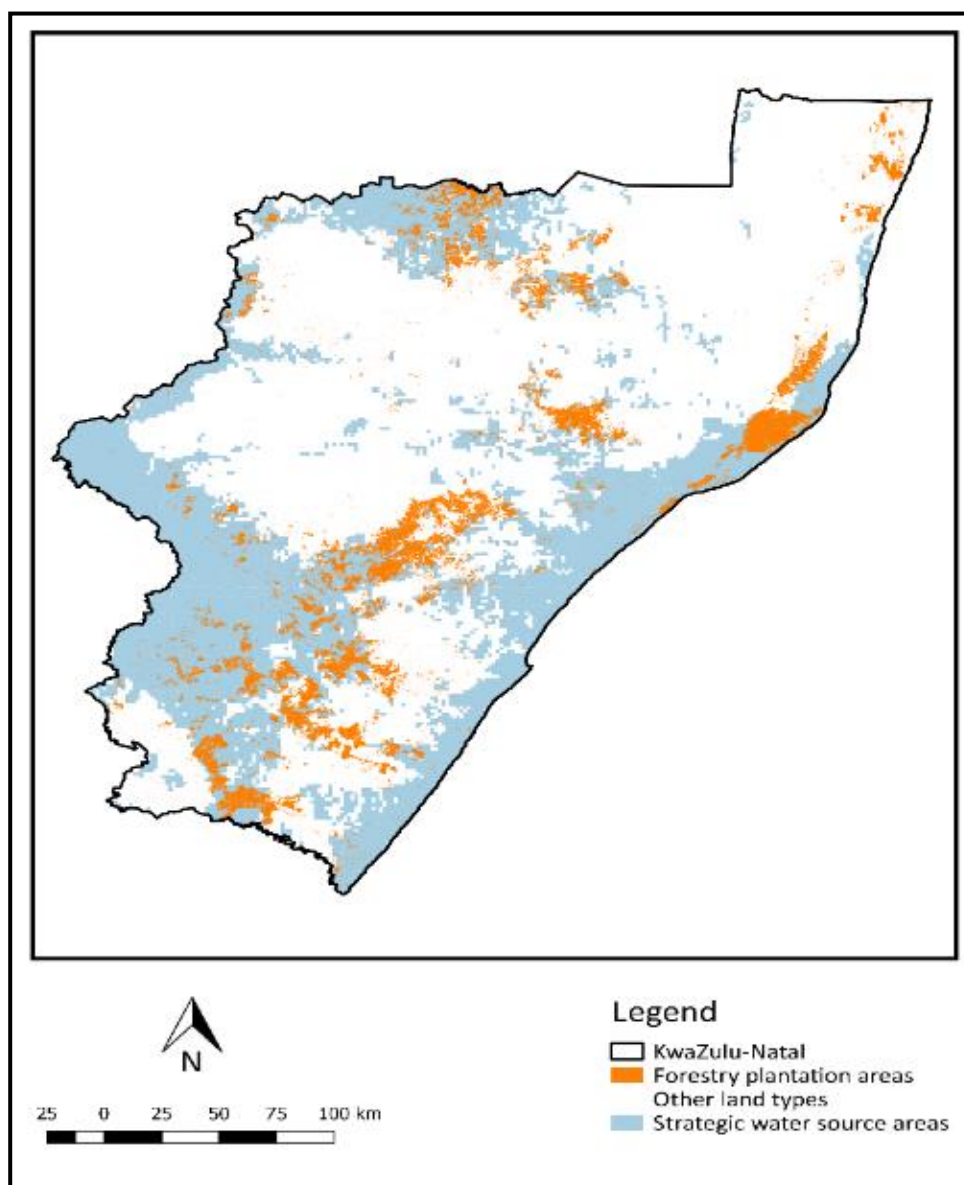 N
25 0 25 50 75 100 km
Legend
KwaZulu-Natal
Forestry plantation areas
Other land types
Strategic water source areas